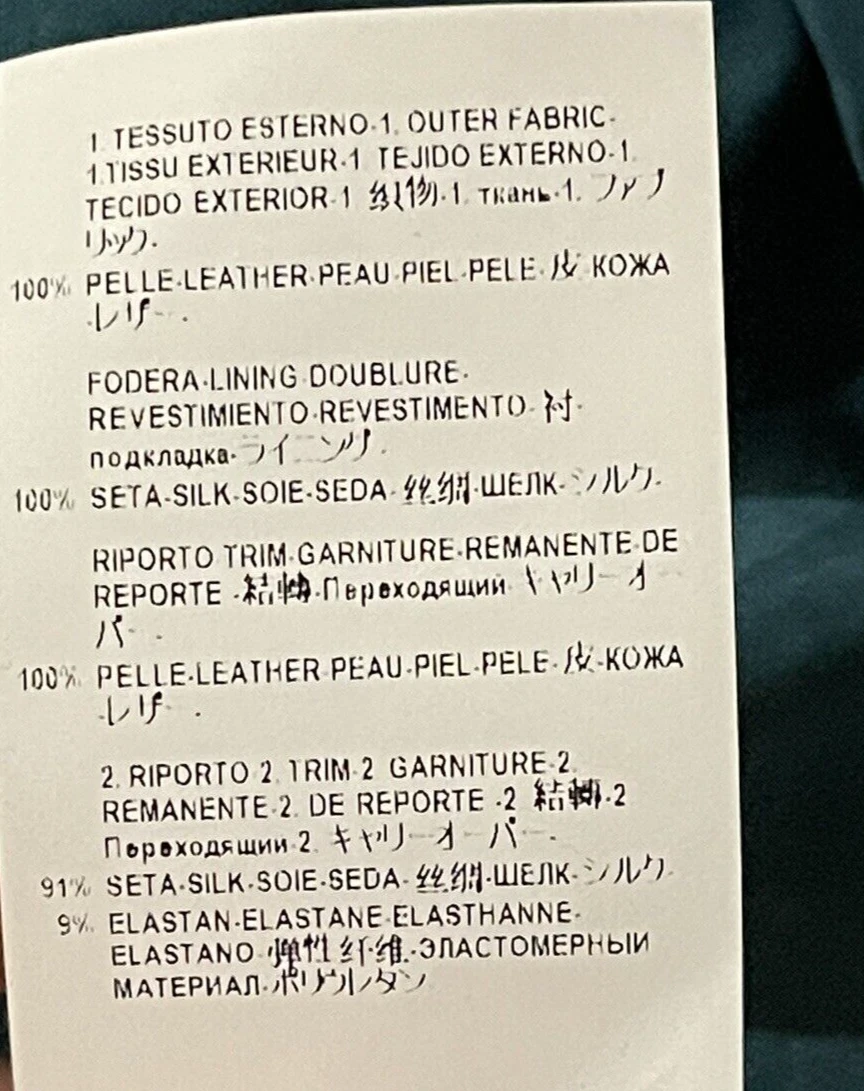 1. TESSUTO ESTERNO·1. OUTER FABRIC·
1.TISSU EXTERIEUR·1. TEJIDO EXTERNO·1.
TECIDO EXTERIOR·1 织物·1. ткань·1. ファブ
リック·
100% PELLE·LEATHER·PEAU·PIEL·PELE·皮·КОЖА
·レザー·
FODERA·LINING·DOUBLURE·
REVESTIMIENTO·REVESTIMENTO·衬·
подкладка·ライニング·
100% SETA·SILK·SOIE·SEDA·丝绸·ШЕЛК·シルク·
RIPORTO·TRIM·GARNITURE·REMANENTE DE
REPORTE ·結轉·Переходящий·キャリーオー
バー·
100% PELLE·LEATHER·PEAU·PIEL·PELE·皮·КОЖА
·レザー·
2. RIPORTO·2. TRIM·2 GARNITURE·2.
REMANENTE·2. DE REPORTE ·2 結轉·2
Переходящий·2. キャリーオーバー·
91% SETA·SILK·SOIE·SEDA·丝绸·ШЕЛК·シルク·
9% ELASTAN·ELASTANE·ELASTHANNE·
ELASTANO·弹性纤维·ЭЛАСТОМЕРНЫЙ
МАТЕРИАЛ·ポリウレタン